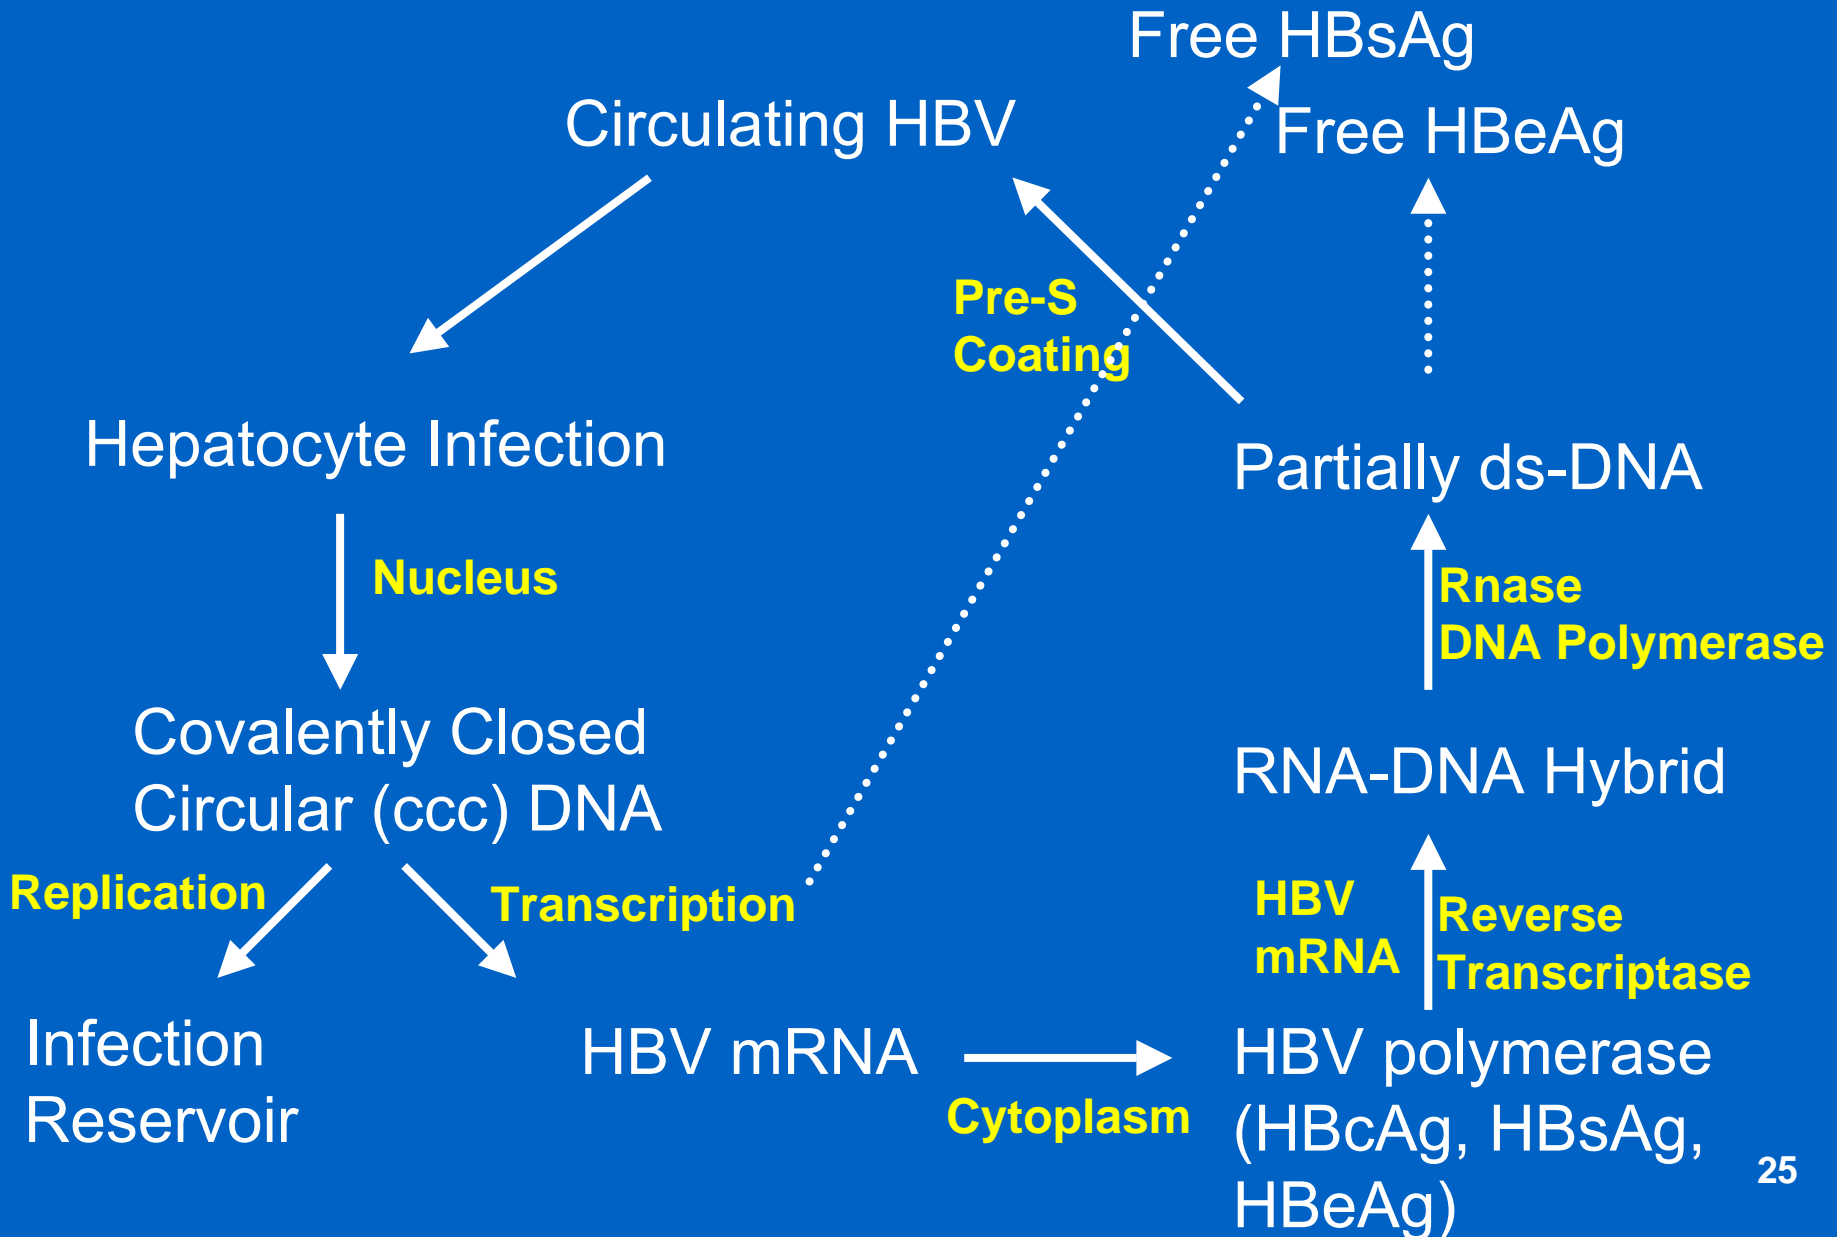 Free HBsAg
Circulating HBV
Free HBeAg
Pre-S
Coating
Hepatocyte Infection
Partially ds-DNA
Nucleus
Rnase
DNA Polymerase
Covalently Closed
Circular (ccc) DNA
RNA-DNA Hybrid
Replication
Transcription
HBV
mRNA
Reverse
Transcriptase
Infection
Reservoir
HBV mRNA
Cytoplasm
HBV polymerase
(HBcAg, HBsAg,
HBeAg)
25